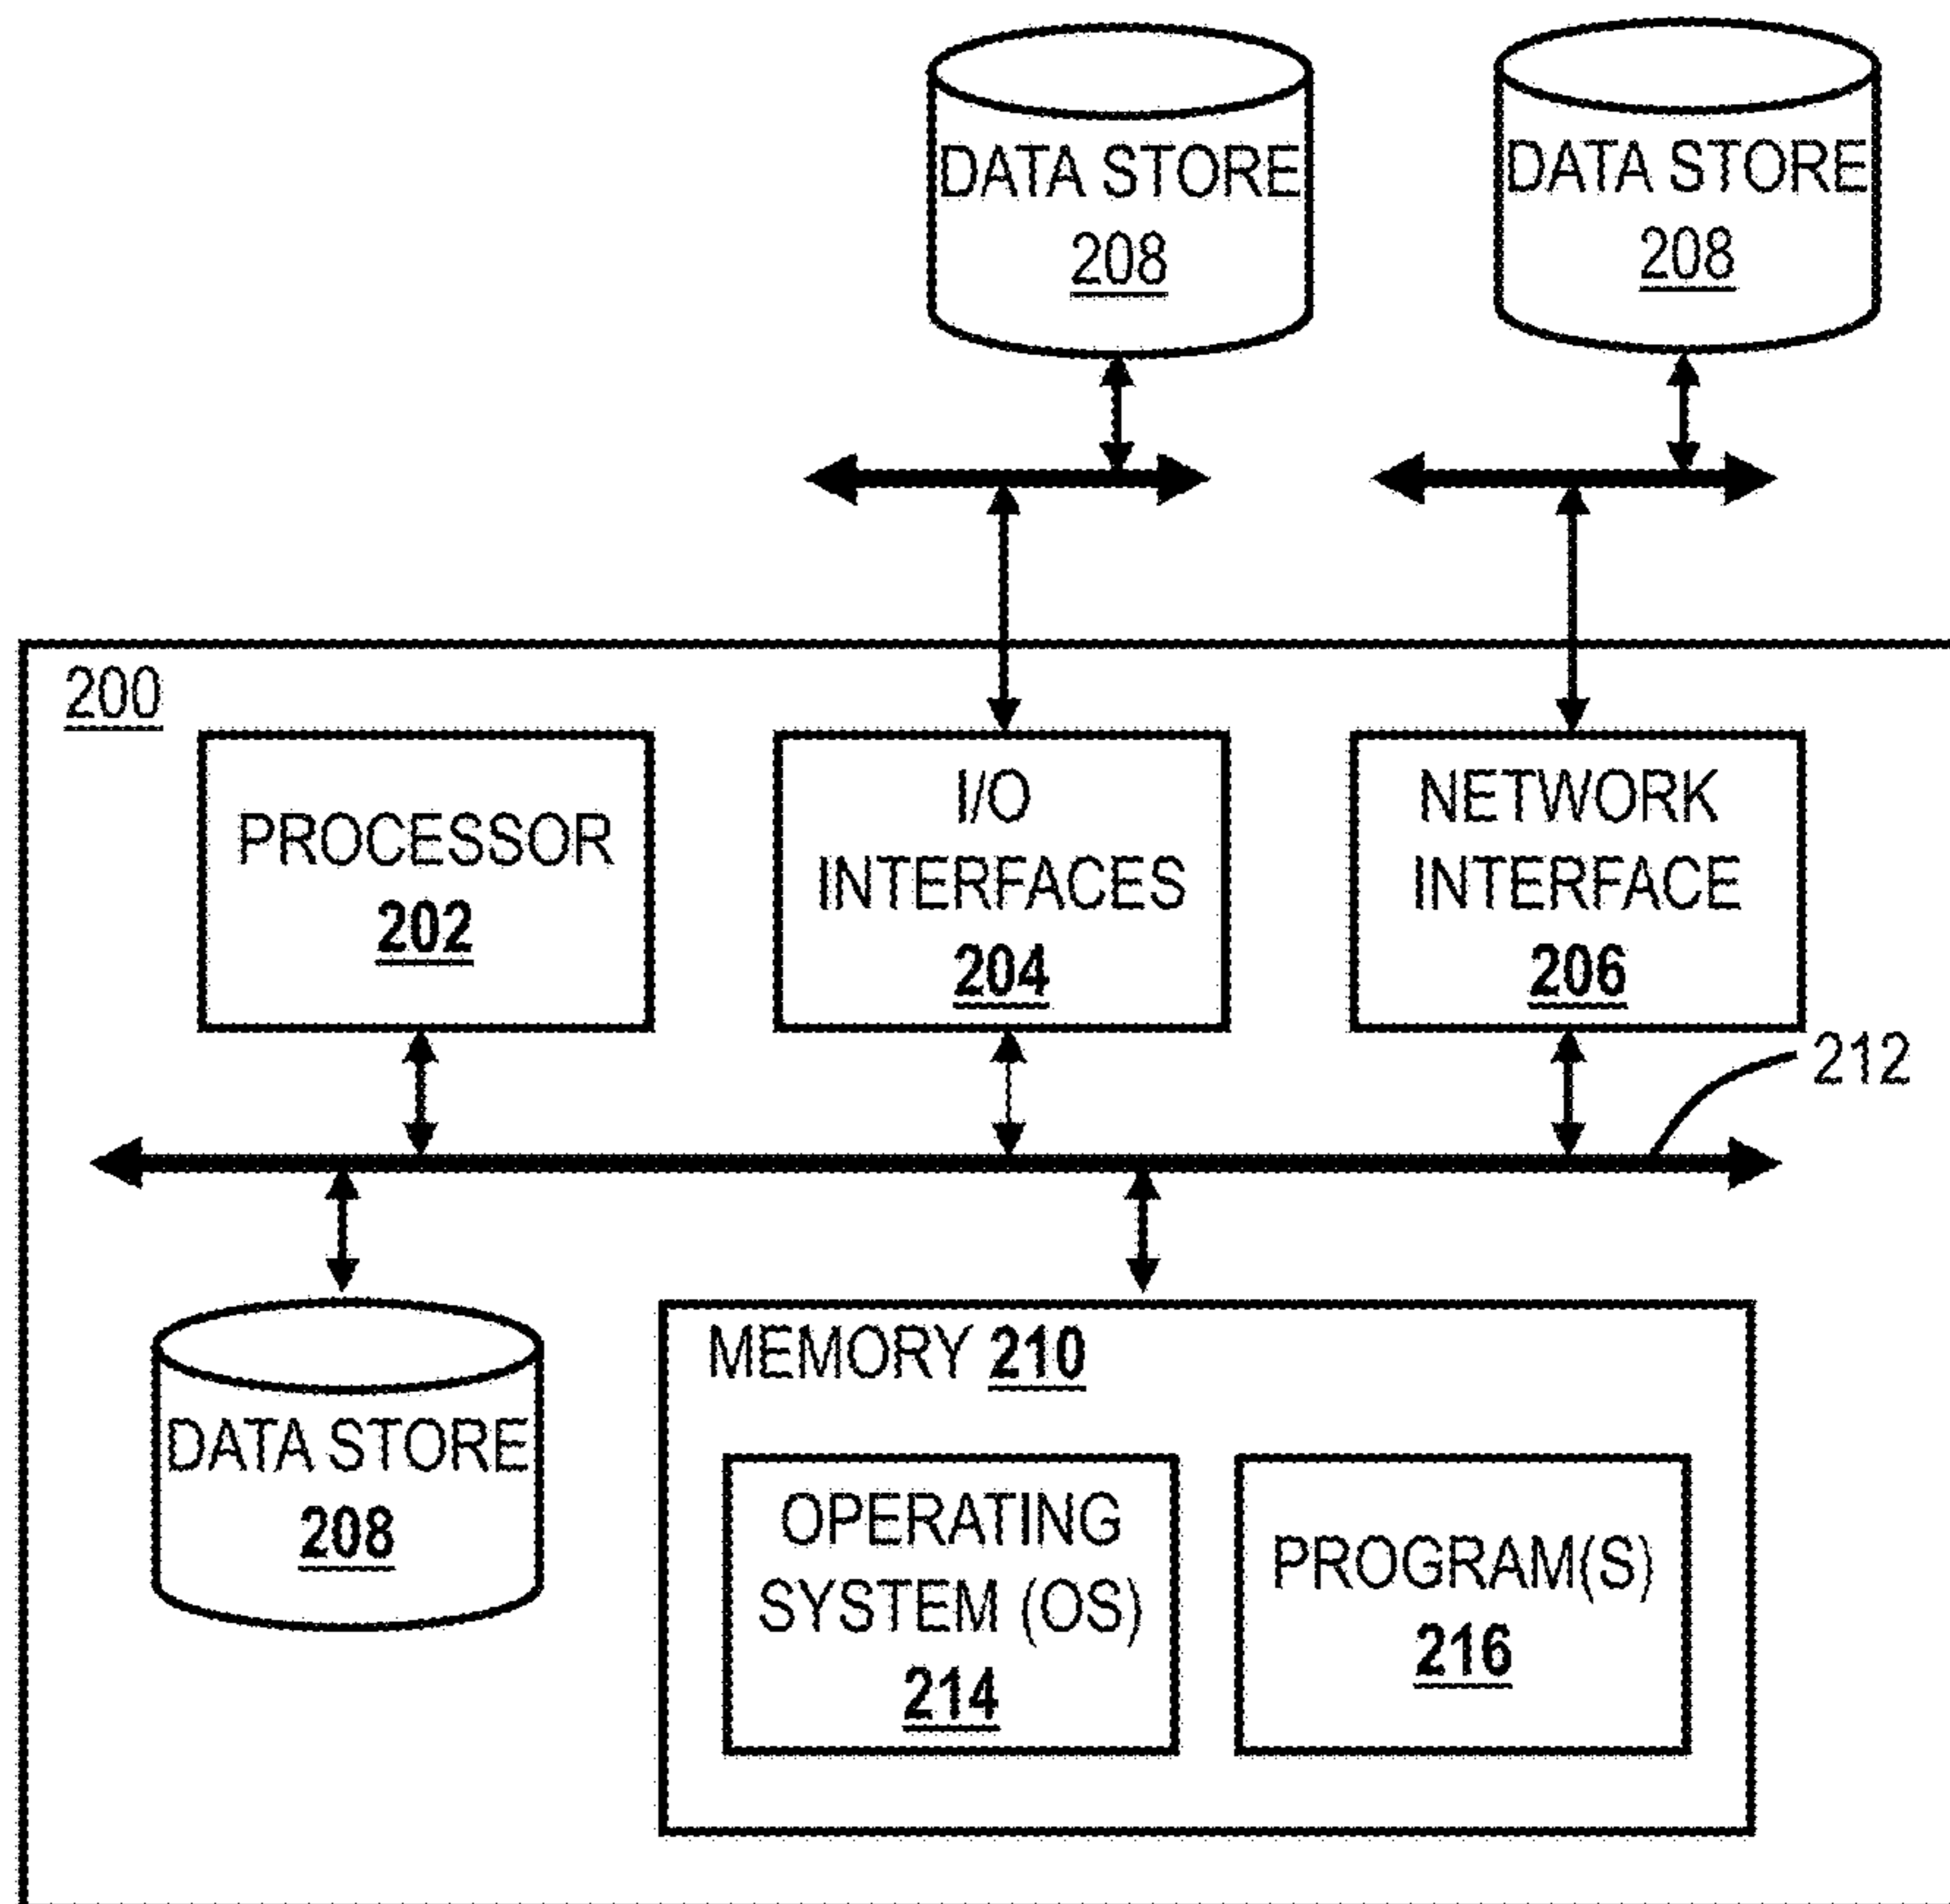 DATA STORE
208
DATA STORE
208
200
PROCESSOR
202
I/O
INTERFACES
204
NETWORK
INTERFACE
206
212
DATA STORE
208
MEMORY 210
OPERATING
SYSTEM (OS)
214
PROGRAM(S)
216